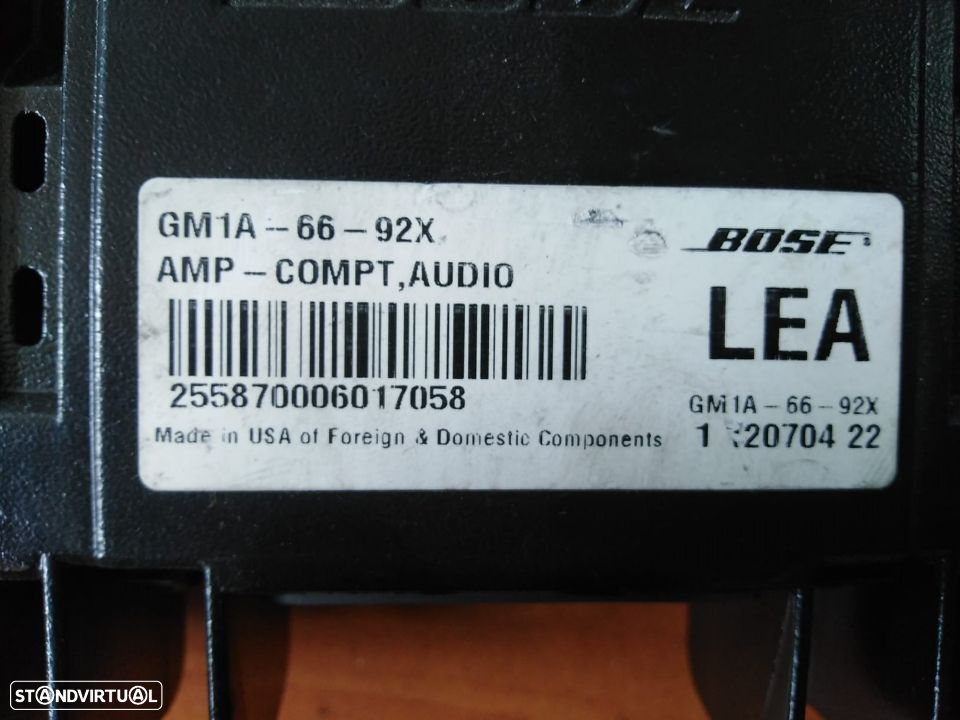 GM1A-66-92X
AMP-COMPT,AUDIO
255870006017058
Made in USA of Foreign & Domestic Components
BOSE
LEA
GM1A-66-92X
20704 22
STANDVIRTUAL